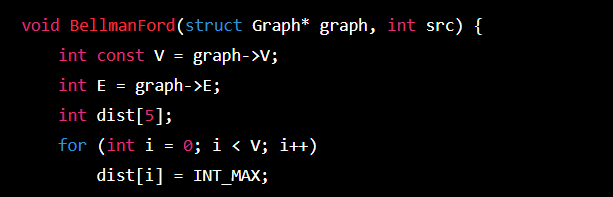 void BellmanFord(struct Graph* graph, int src) {
    int const V = graph->V;
    int E = graph->E;
    int dist[5];
    for (int i = 0; i < V; i++)
        dist[i] = INT_MAX;